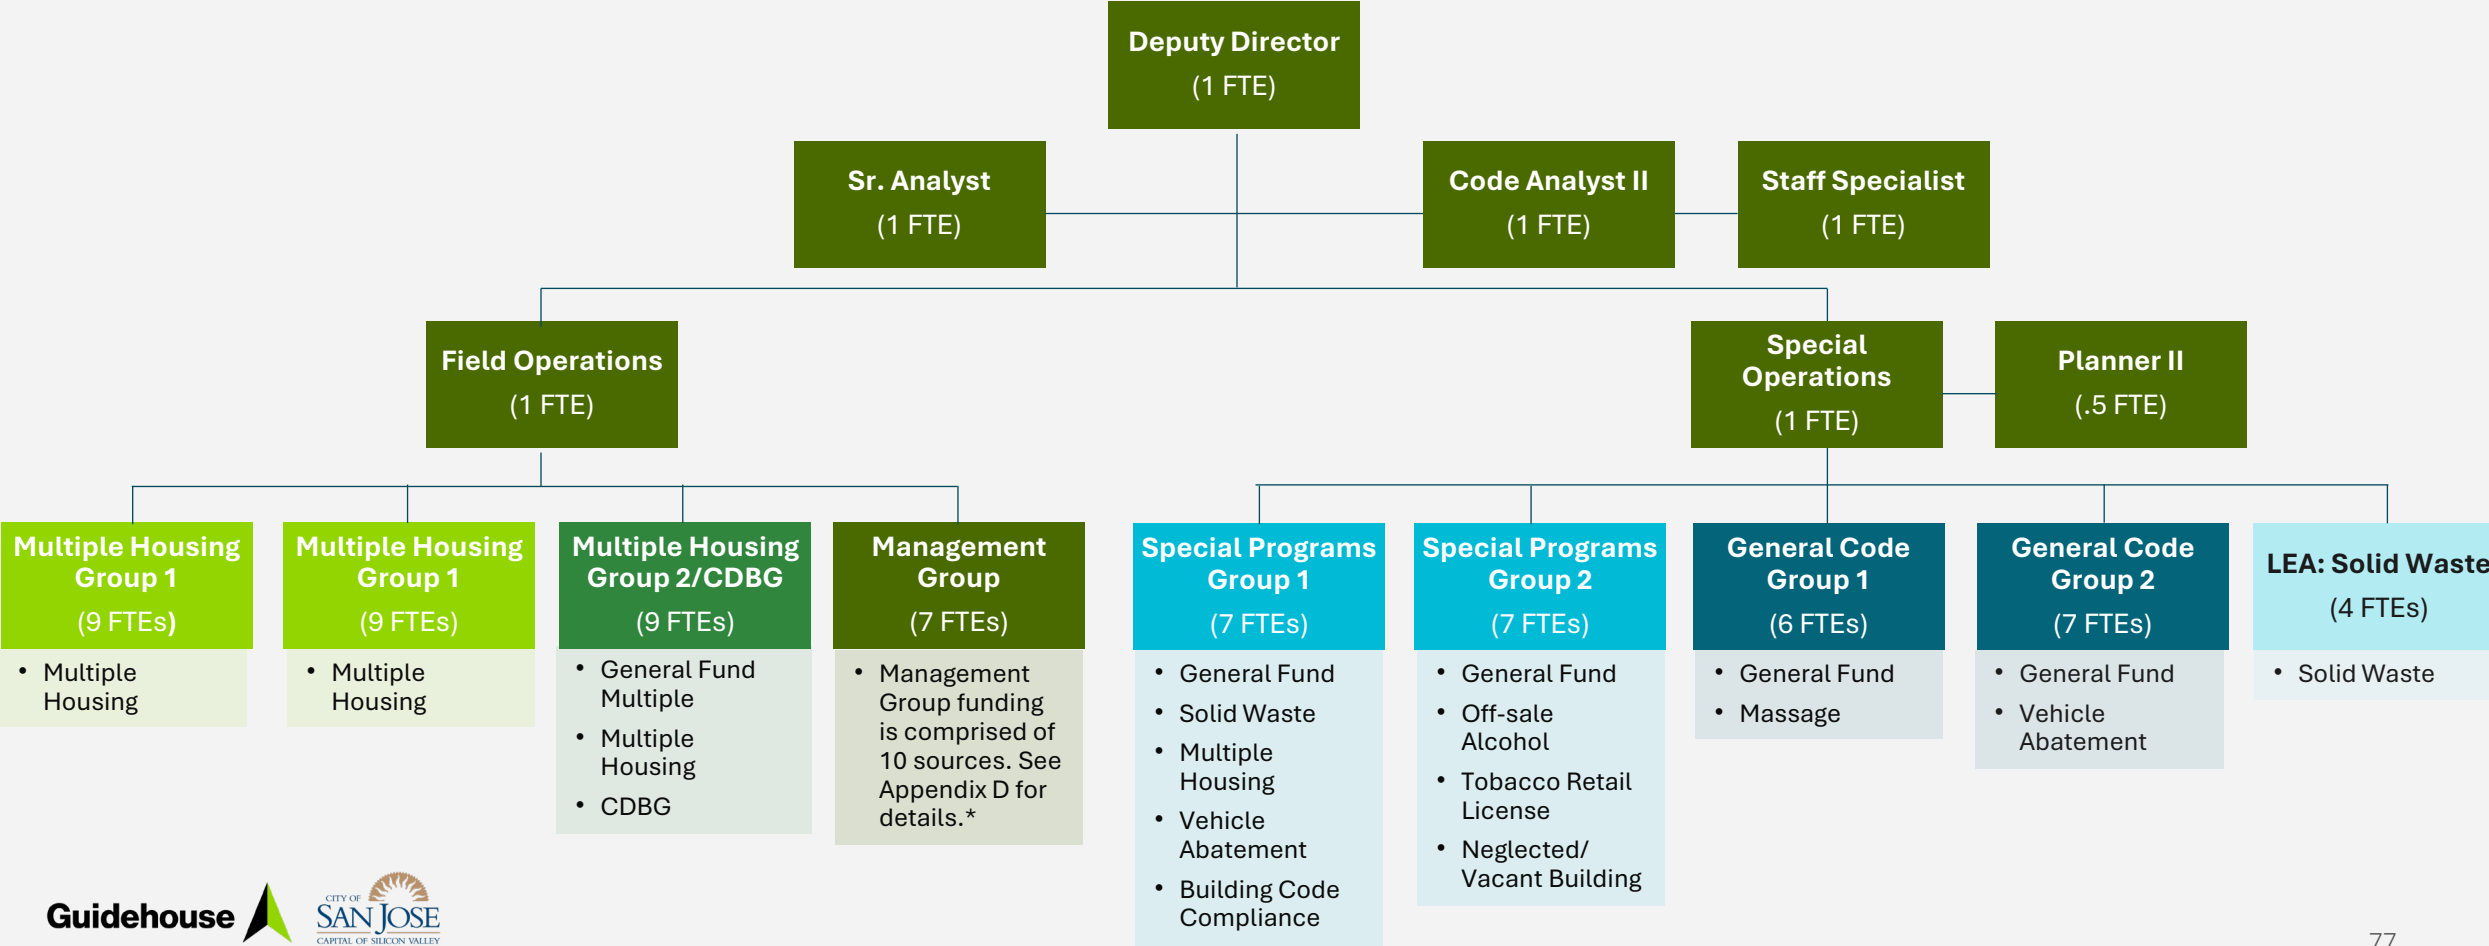 Deputy Director
(1 FTE)
Sr. Analyst
(1 FTE)
Code Analyst II
(1 FTE)
Staff Specialist
(1 FTE)
Field Operations
(1 FTE)
Special
Operations
(1 FTE)
Planner II
(.5 FTE)
Multiple Housing
Group 1
(9 FTEs)
• Multiple
Housing
Multiple Housing
Group 1
(9 FTEs)
• Multiple
Housing
Multiple Housing
Group 2/CDBG
(9 FTEs)
• General Fund
Multiple
• Multiple
Housing
• CDBG
Management
Group
(7 FTEs)
• Management
Group funding
is comprised of
10 sources. See
Appendix D for
details.*
Special Programs
Group 1
(7 FTEs)
• General Fund
• Solid Waste
• Multiple
Housing
• Vehicle
Abatement
• Building Code
Compliance
Special Programs
Group 2
(7 FTEs)
• General Fund
• Off-sale
Alcohol
• Tobacco Retail
License
• Neglected/
Vacant Building
General Code
Group 1
(6 FTEs)
• General Fund
• Massage
General Code
Group 2
(7 FTEs)
• General Fund
• Vehicle
Abatement
LEA: Solid Waste
(4 FTEs)
• Solid Waste
Guidehouse
CITY OF
SAN JOSE
CAPITAL OF SILICON VALLEY
77